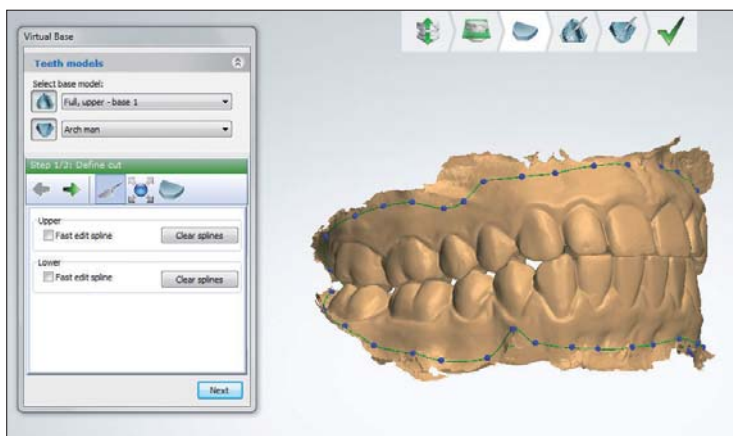 Virtual Base
Teeth models
Select base model:
Full, upper - base 1
Arch man
Step 1/3: Define cut
Upper
Fast edit spline
Clear splines
Lower
Fast edit spline
Clear splines
Next